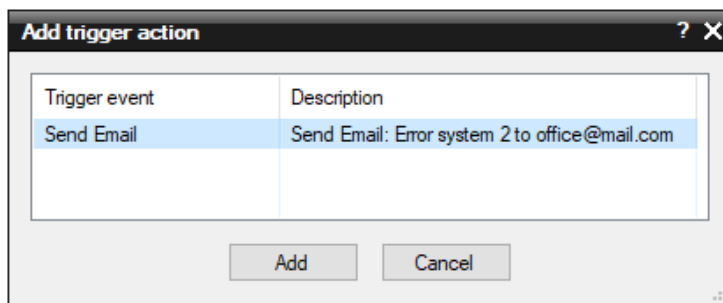 Add trigger action ? X
Trigger event Description
Send Email Send Email: Error system 2 to office@mail.com
Add Cancel